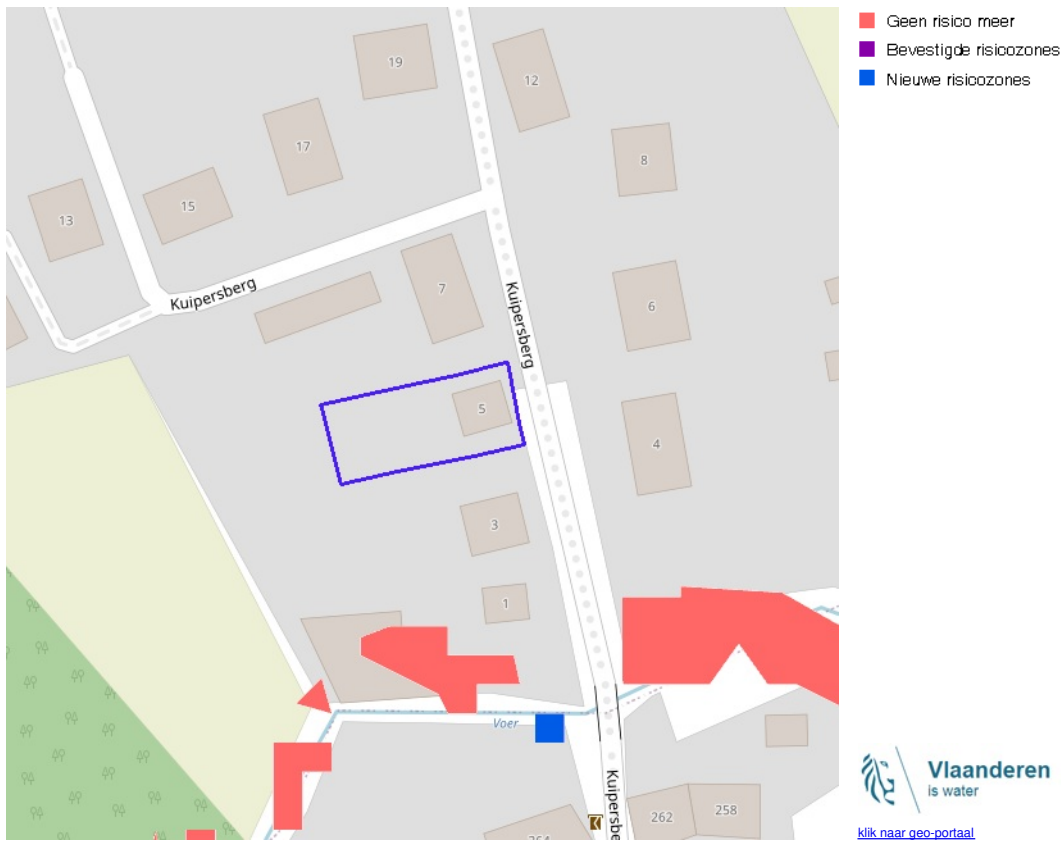 Geen risico meer
Bevestigde risicozones
Nieuwe risicozones
19
12
17
8
15
13
7
Kuipersberg
Kuipersberg
6
5
4
3
1
Voer
Kuipersbe
262
258
264
Vlaanderen
is water
klik naar geo-portaal